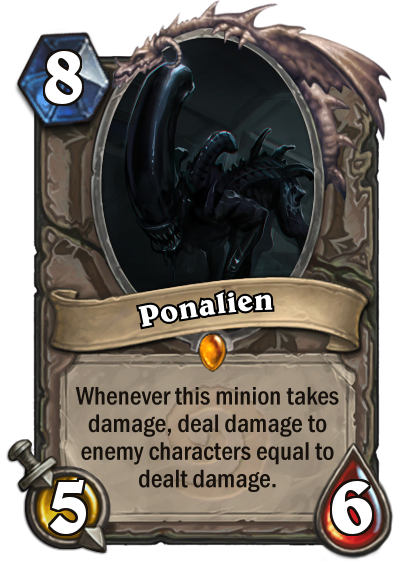 8
Ponalien
Whenever this minion takes
damage, deal damage to
enemy characters equal to
dealt damage.
5
6